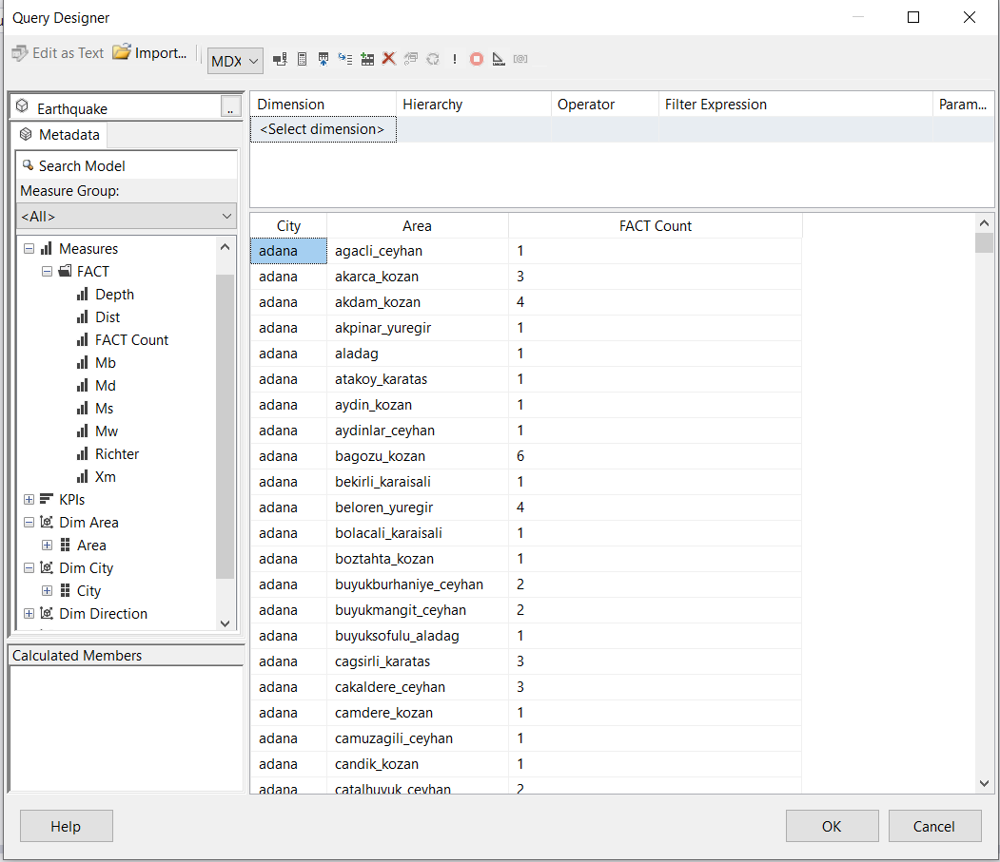 Query Designer
Edit as Text Import... MDX
Earthquake ..
Metadata
Search Model
Measure Group:
<All>
Measures
FACT
Depth
Dist
FACT Count
Mb
Md
Ms
Mw
Richter
Xm
KPIs
Dim Area
Area
Dim City
City
Dim Direction
Calculated Members
Dimension Hierarchy Operator Filter Expression Param...
<Select dimension>
City Area FACT Count
adana agacli_ceyhan 1
adana akarca_kozan 3
adana akdam_kozan 4
adana akpinar_yuregir 1
adana aladag 1
adana atakoy_karatas 1
adana aydin_kozan 1
adana aydinlar_ceyhan 1
adana bagozu_kozan 6
adana bekirli_karaisali 1
adana beloren_yuregir 4
adana bolacali_karaisali 1
adana boztahta_kozan 1
adana buyukburhaniye_ceyhan 2
adana buyukmangit_ceyhan 2
adana buyuksofulu_aladag 1
adana cagsirli_karatas 3
adana cakaldere_ceyhan 3
adana camdere_kozan 1
adana camuzagili_ceyhan 1
adana candik_kozan 1
adana catalhuyuk_ceyhan 2
Help OK Cancel